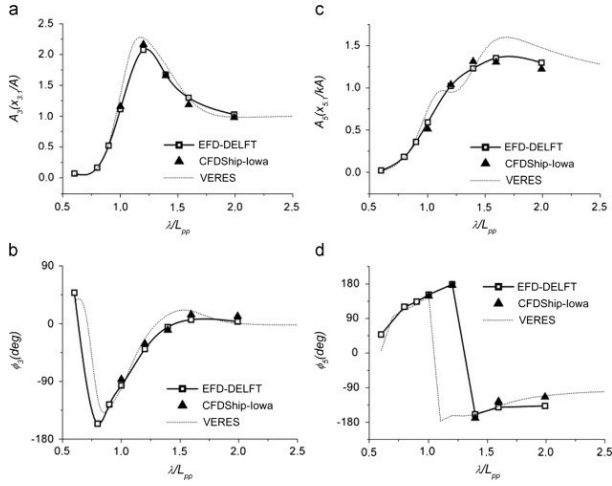 a
A3(x3,1/A)
2.5
2.0
1.5
1.0
0.5
0.0
EFD-DELFT
CFDShip-Iowa
VERES
0.5 1.0 1.5 2.0 2.5
λ/Lpp
c
A5(x5,1/kA)
1.5
1.0
0.5
0.0
EFD-DELFT
CFDShip-Iowa
VERES
0.5 1.0 1.5 2.0 2.5
λ/Lpp
b
ϕ3(deg)
90
0
-90
-180
EFD-DELFT
CFDShip-Iowa
VERES
0.5 1.0 1.5 2.0 2.5
λ/Lpp
d
ϕ5(deg)
180
90
0
-90
-180
EFD-DELFT
CFDShip-Iowa
VERES
0.5 1.0 1.5 2.0 2.5
λ/Lpp